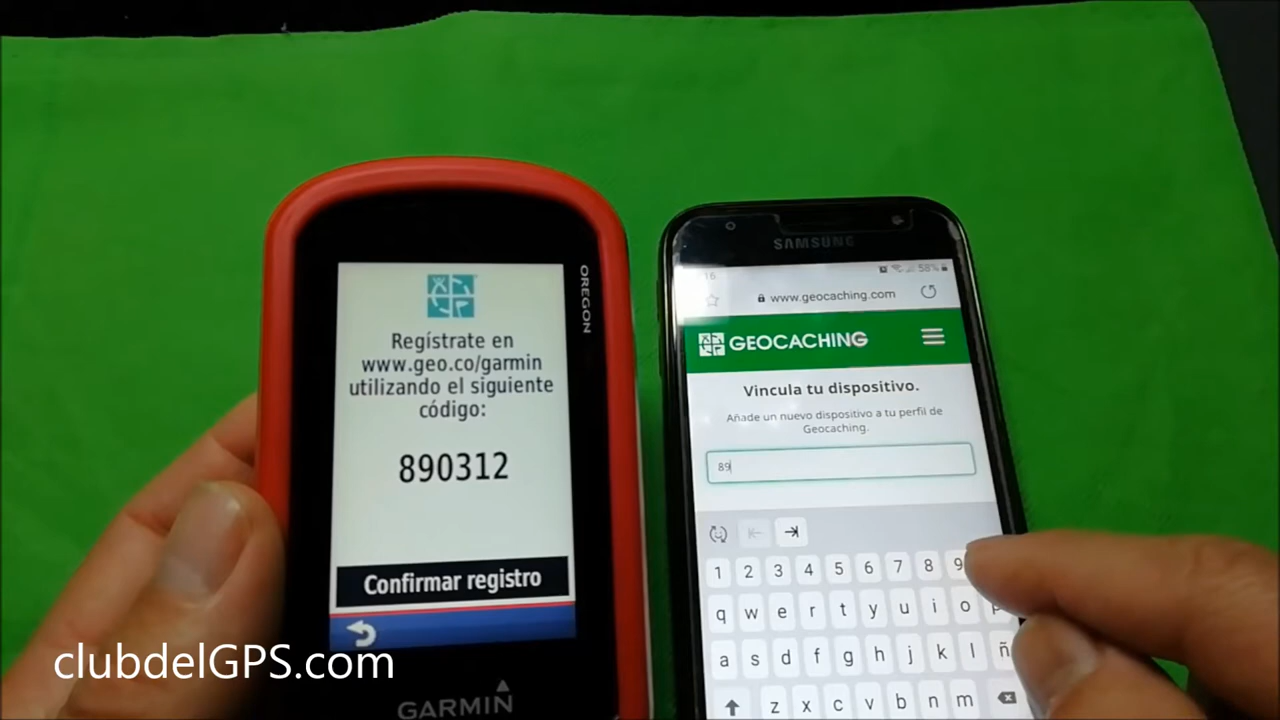 OREGON
Regístrate en
www.geo.co/garmin
utilizando el siguiente
código:
890312
Confirmar registro
GARMIN
SAMSUNG
16
58%
www.geocaching.com
GEOCACHING
Vincula tu dispositivo.
Añade un nuevo dispositivo a tu perfil de
Geocaching.
89
1 2 3 4 5 6 7 8 9
q w e r t y u i o p
a s d f g h j k l ñ
z x c v b n m
clubdelGPS.com